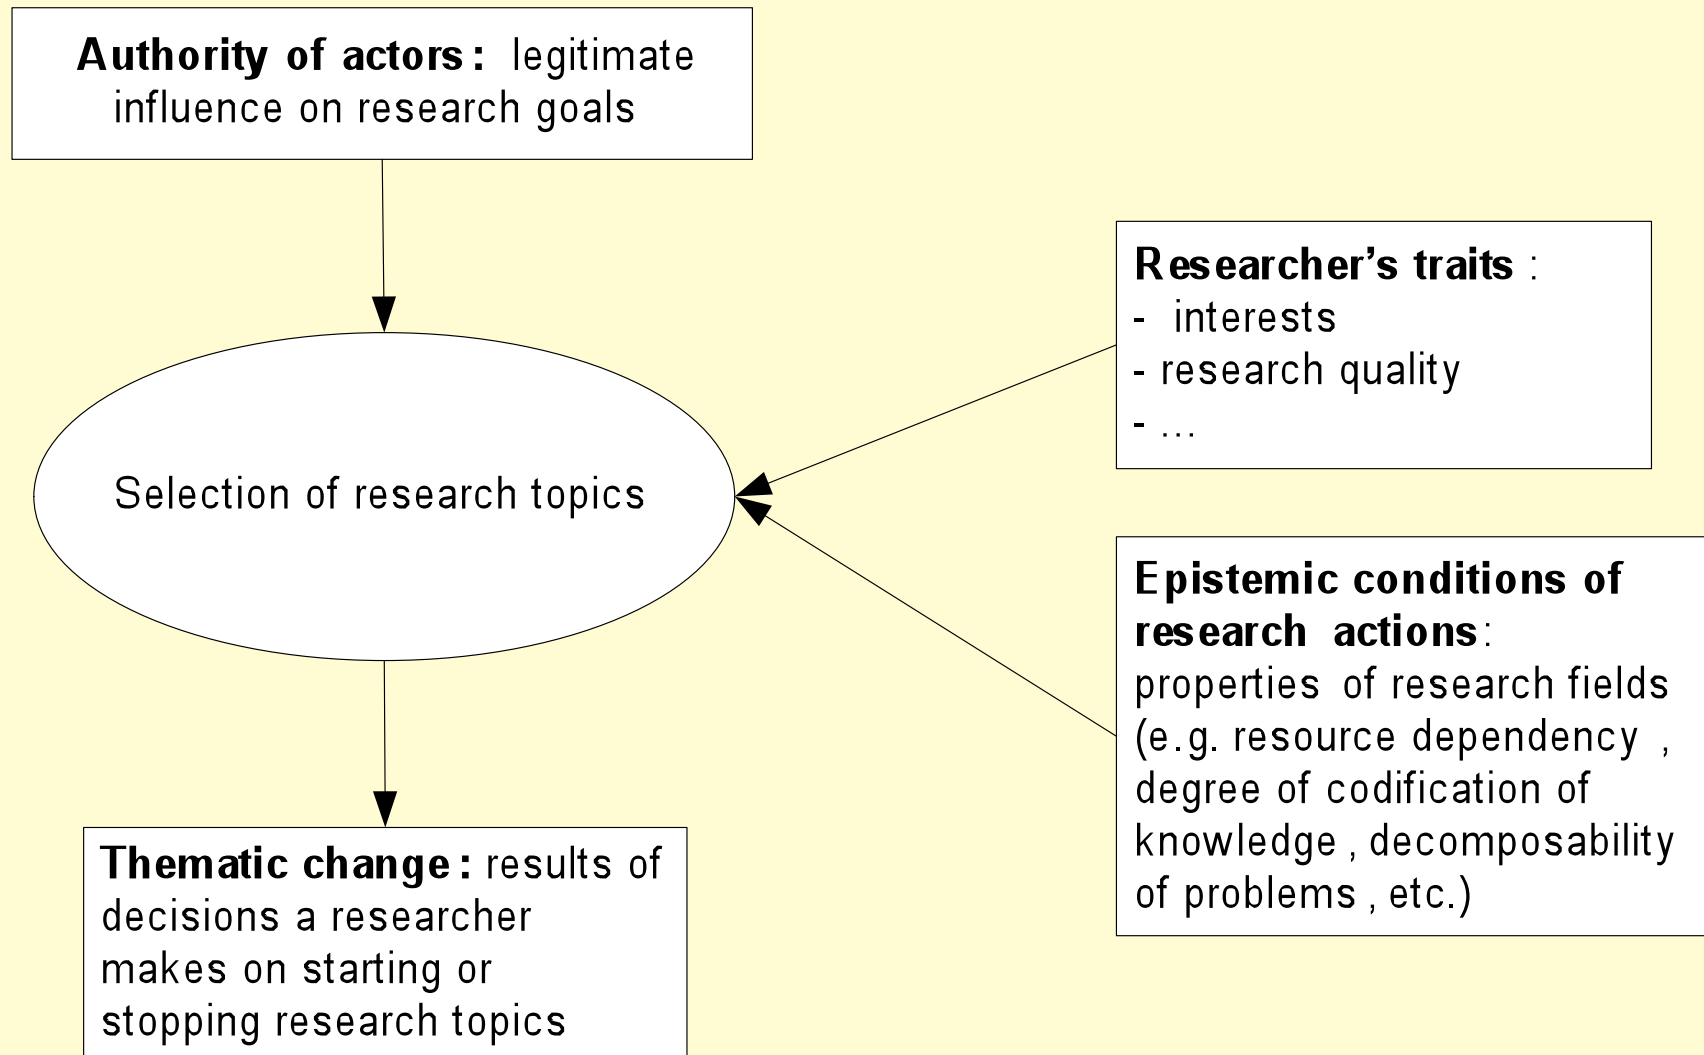 Authority of actors: legitimate
influence on research goals
Researcher’s traits :
- interests
- research quality
- ...
Selection of research topics
Epistemic conditions of
research actions:
properties of research fields
(e.g. resource dependency ,
degree of codification of
knowledge , decomposability
of problems , etc.)
Thematic change: results of
decisions a researcher
makes on starting or
stopping research topics